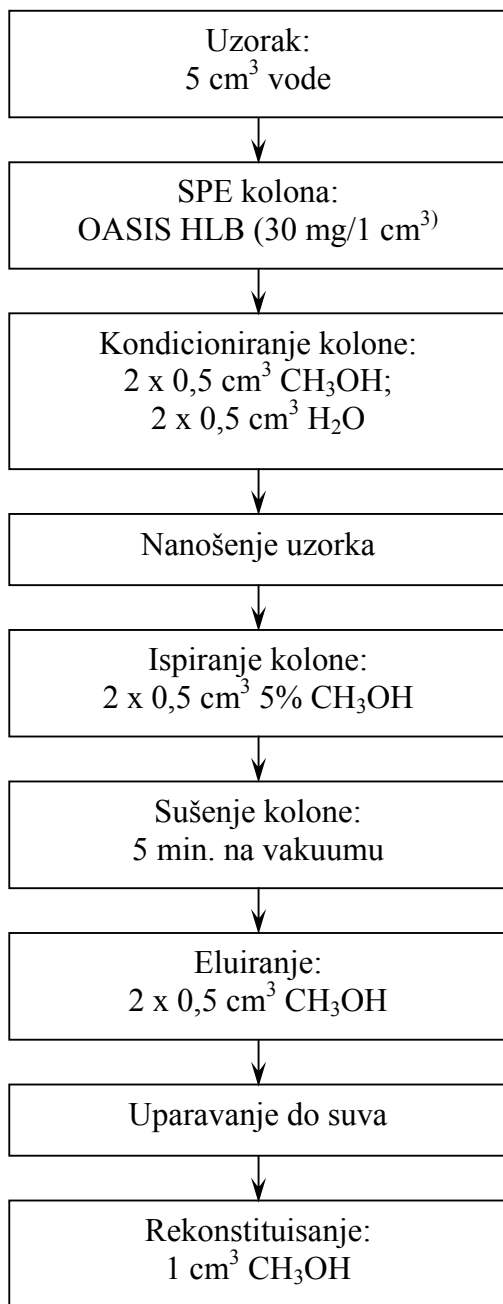 Uzorak:
5 cm³ vode
SPE kolona:
OASIS HLB (30 mg/1 cm³⁾
Kondicioniranje kolone:
2 x 0,5 cm³ CH₃OH;
2 x 0,5 cm³ H₂O
Nanošenje uzorka
Ispiranje kolone:
2 x 0,5 cm³ 5% CH₃OH
Sušenje kolone:
5 min. na vakuumu
Eluiranje:
2 x 0,5 cm³ CH₃OH
Uparavanje do suva
Rekonstituisanje:
1 cm³ CH₃OH